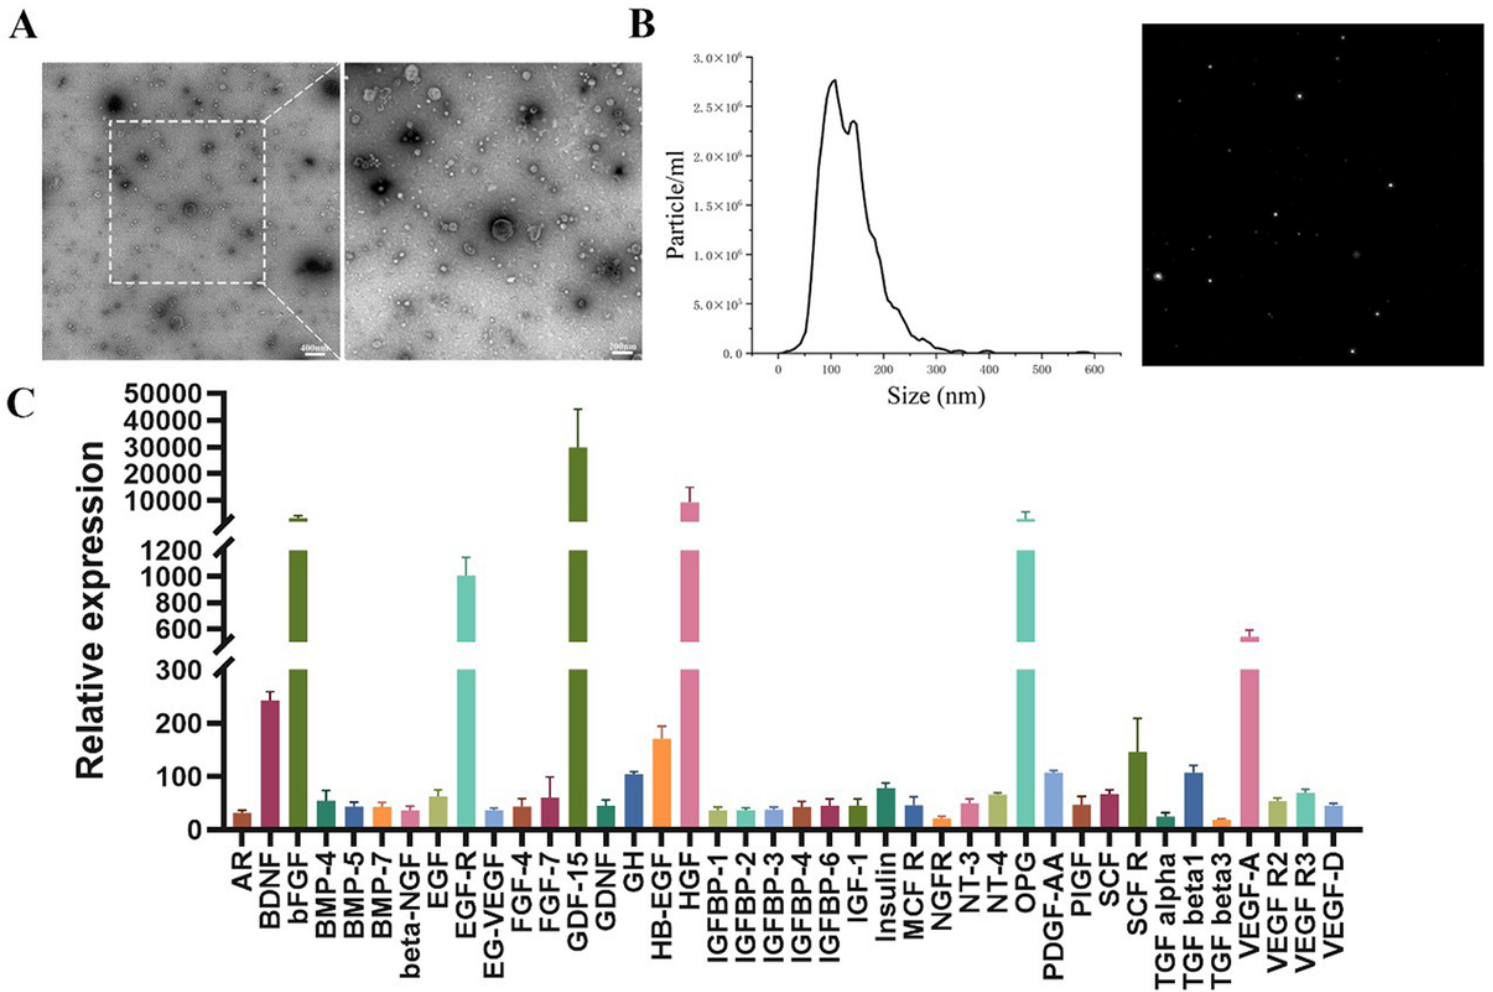 A
B
400nm
200nm
3.0×10⁶
2.5×10⁶
2.0×10⁶
1.5×10⁶
1.0×10⁶
5.0×10⁵
0.0
Particle/ml
0 100 200 300 400 500 600
Size (nm)
C
50000
40000
30000
20000
10000
1200
1000
800
600
300
200
100
0
Relative expression
AR
BDNF
bFGF
BMP-4
BMP-5
BMP-7
beta-NGF
EGF
EGF-R
EG-VEGF
FGF-4
FGF-7
GDF-15
GDNF
GH
HB-EGF
HGF
IGFBP-1
IGFBP-2
IGFBP-3
IGFBP-4
IGFBP-6
IGF-1
Insulin
MCF R
NGFR
NT-3
NT-4
OPG
PDGF-AA
PIGF
SCF
SCF R
TGF alpha
TGF beta1
TGF beta3
VEGF-A
VEGF R2
VEGF R3
VEGF-D